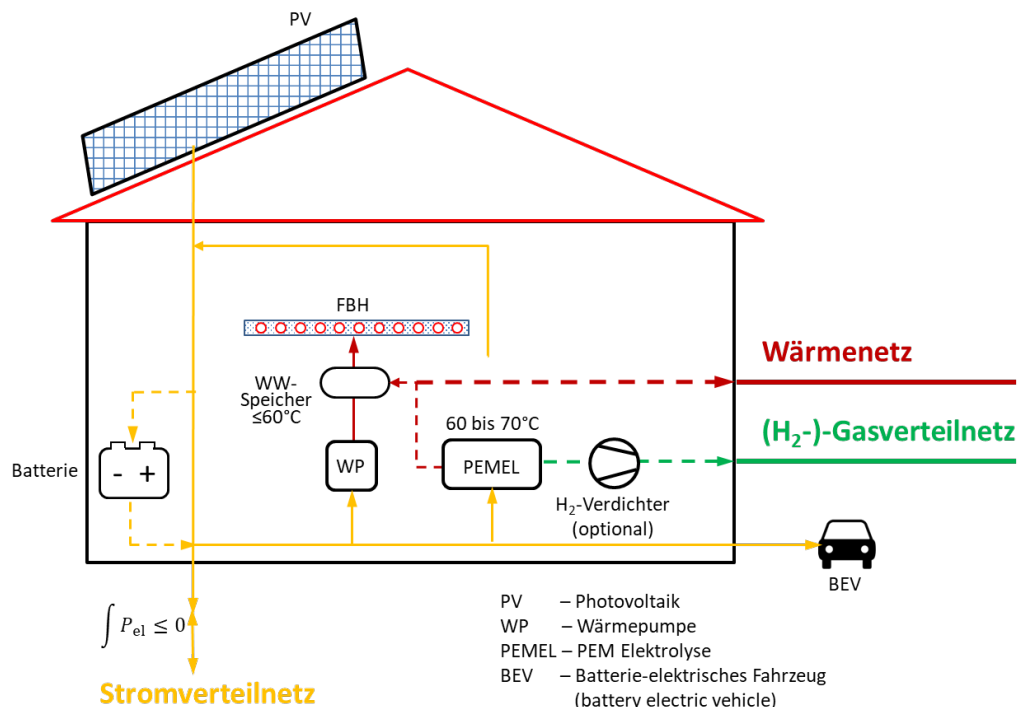 PV
FBH
WW-
Speicher
≤60°C
Wärmenetz
60 bis 70°C
(H₂-)-Gasverteilnetz
Batterie
- +
WP
PEMEL
H₂-Verdichter
(optional)
BEV
∫ Pₑₗ ≤ 0
PV – Photovoltaik
WP – Wärmepumpe
PEMEL – PEM Elektrolyse
BEV – Batterie-elektrisches Fahrzeug
(battery electric vehicle)
Stromverteilnetz